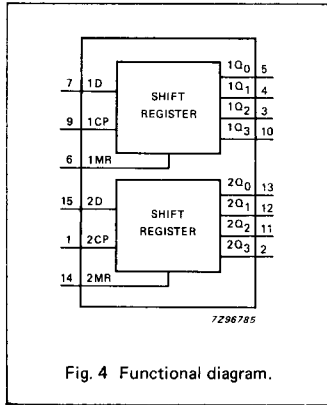 7 1D
9 1CP
6 1MR
SHIFT
REGISTER
1Q0 5
1Q1 4
1Q2 3
1Q3 10
15 2D
1 2CP
14 2MR
SHIFT
REGISTER
2Q0 13
2Q1 12
2Q2 11
2Q3 2
7Z96785
Fig. 4 Functional diagram.